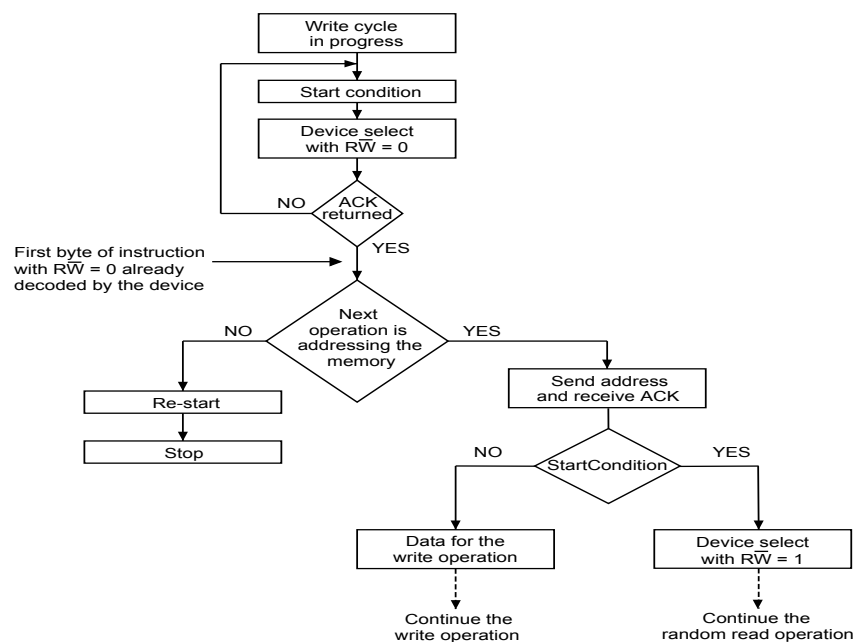 Write cycle
in progress
Start condition
Device select
with RW̅ = 0
NO
ACK
returned
YES
First byte of instruction
with RW̅ = 0 already
decoded by the device
NO
Next
operation is
addressing the
memory
YES
Re-start
Stop
Send address
and receive ACK
NO
StartCondition
YES
Data for the
write operation
Device select
with RW̅ = 1
Continue the
write operation
Continue the
random read operation